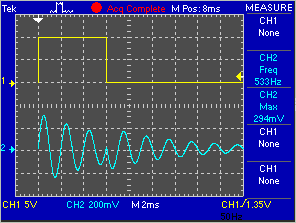 Tek Acq Complete M Pos: 8ms MEASURE
CH1
None
CH2
Freq
533Hz
CH2
Max
294mV
CH1
None
CH1
None
1
2
CH1 5V CH2 200mV M 2ms CH1/1.35V